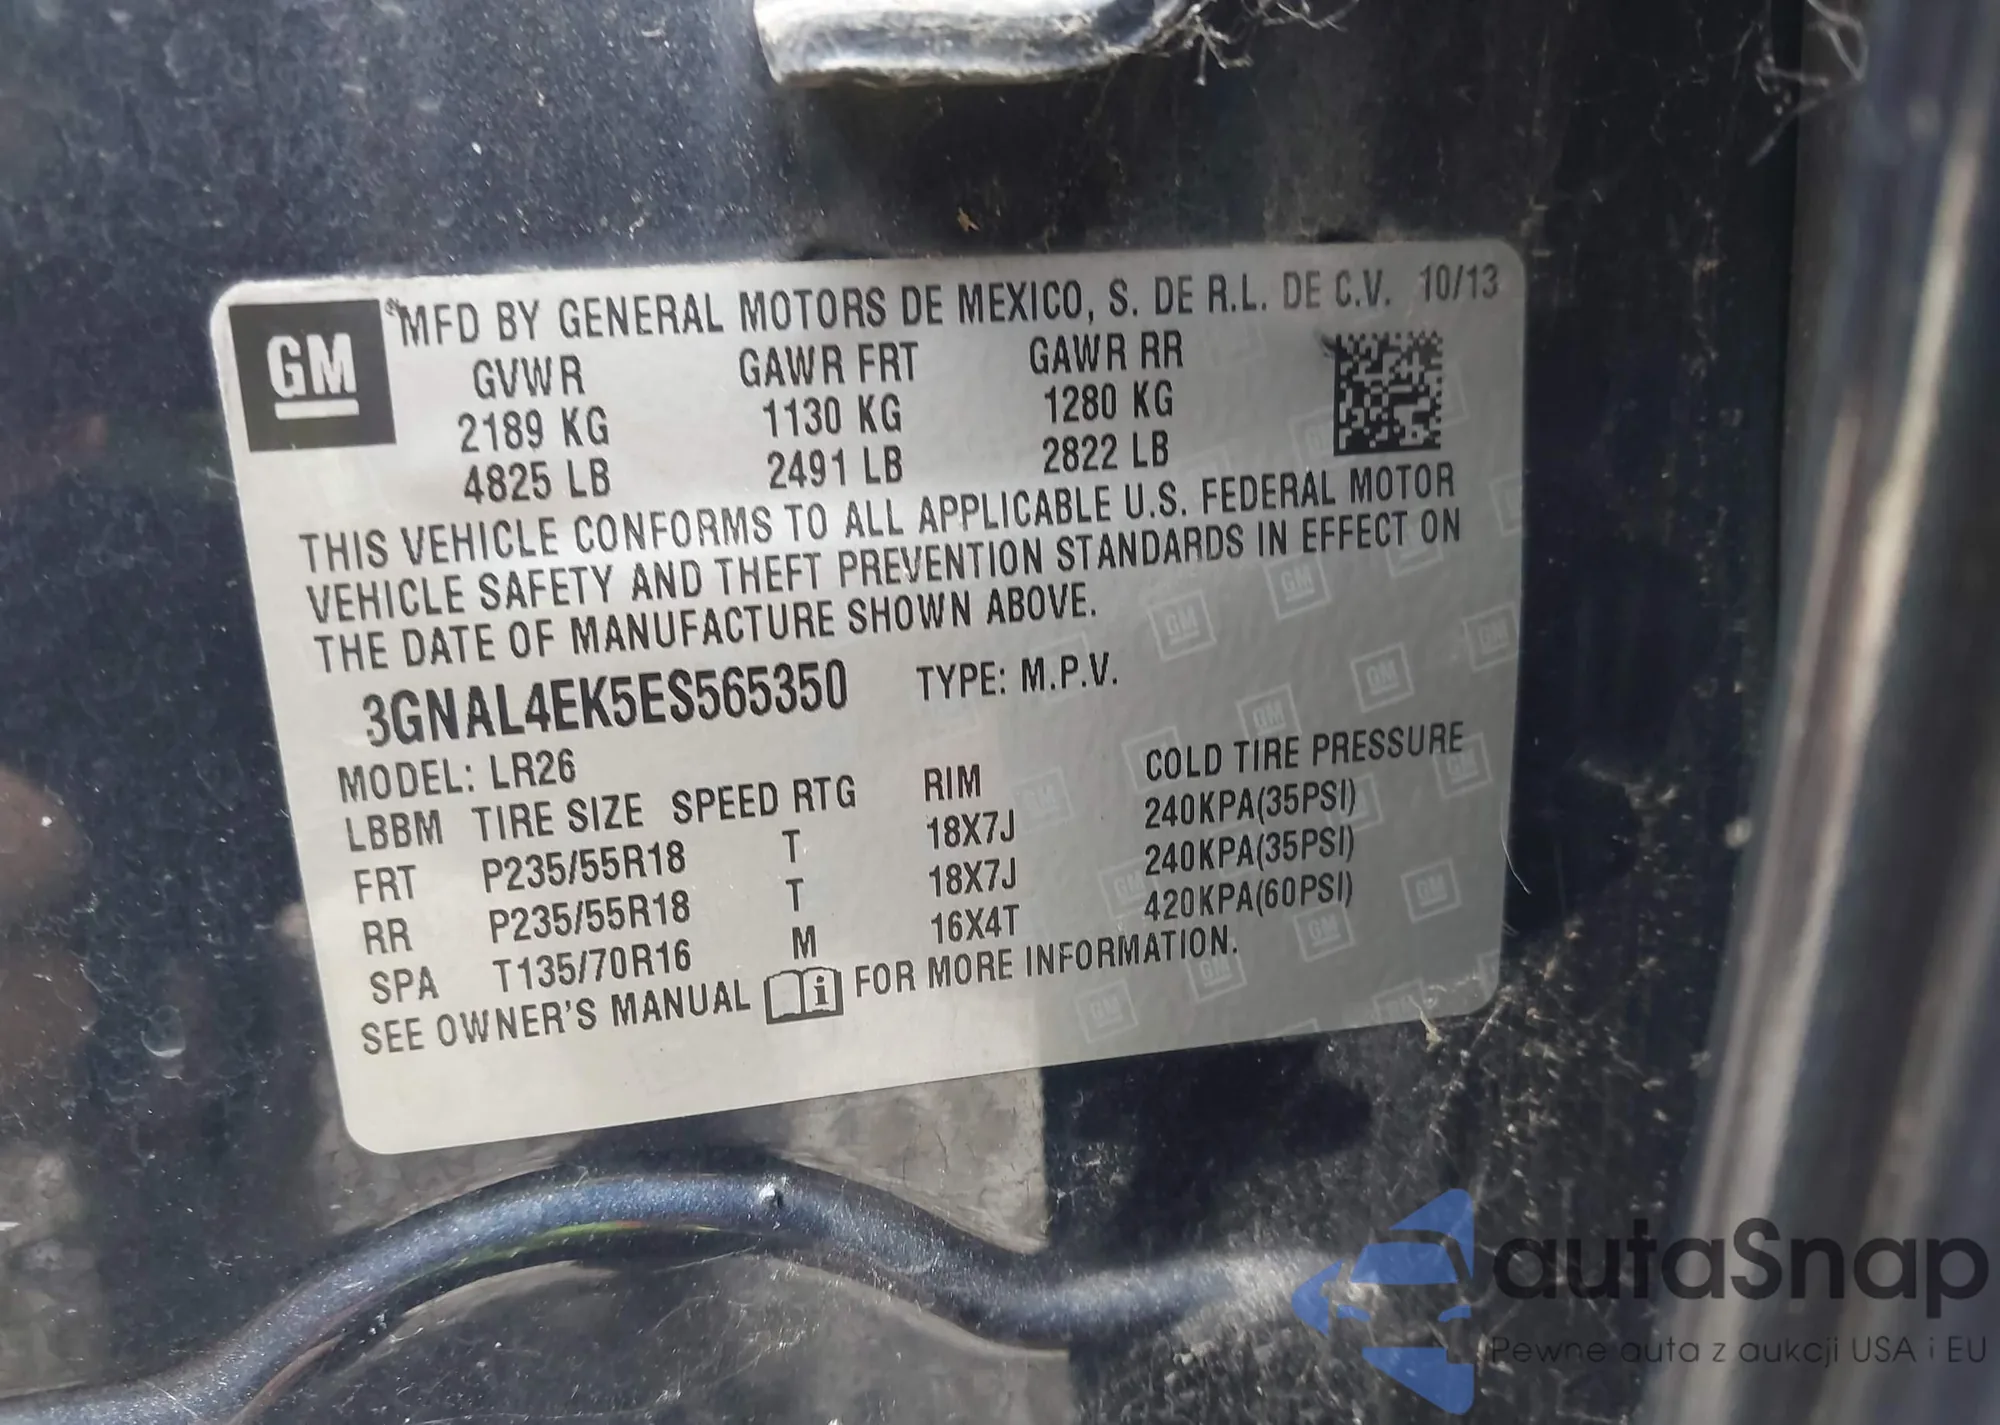 GM
MFD BY GENERAL MOTORS DE MEXICO, S. DE R.L. DE C.V. 10/13
GVWR GAWR FRT GAWR RR
2189 KG 1130 KG 1280 KG
4825 LB 2491 LB 2822 LB
THIS VEHICLE CONFORMS TO ALL APPLICABLE U.S. FEDERAL MOTOR
VEHICLE SAFETY AND THEFT PREVENTION STANDARDS IN EFFECT ON
THE DATE OF MANUFACTURE SHOWN ABOVE.
3GNAL4EK5ES565350 TYPE: M.P.V.
MODEL: LR26
LBBM TIRE SIZE SPEED RTG RIM COLD TIRE PRESSURE
FRT P235/55R18 T 18X7J 240KPA(35PSI)
RR P235/55R18 T 18X7J 240KPA(35PSI)
SPA T135/70R16 M 16X4T 420KPA(60PSI)
SEE OWNER'S MANUAL i FOR MORE INFORMATION.
autaSnap
Pewne auta z aukcji USA i EU